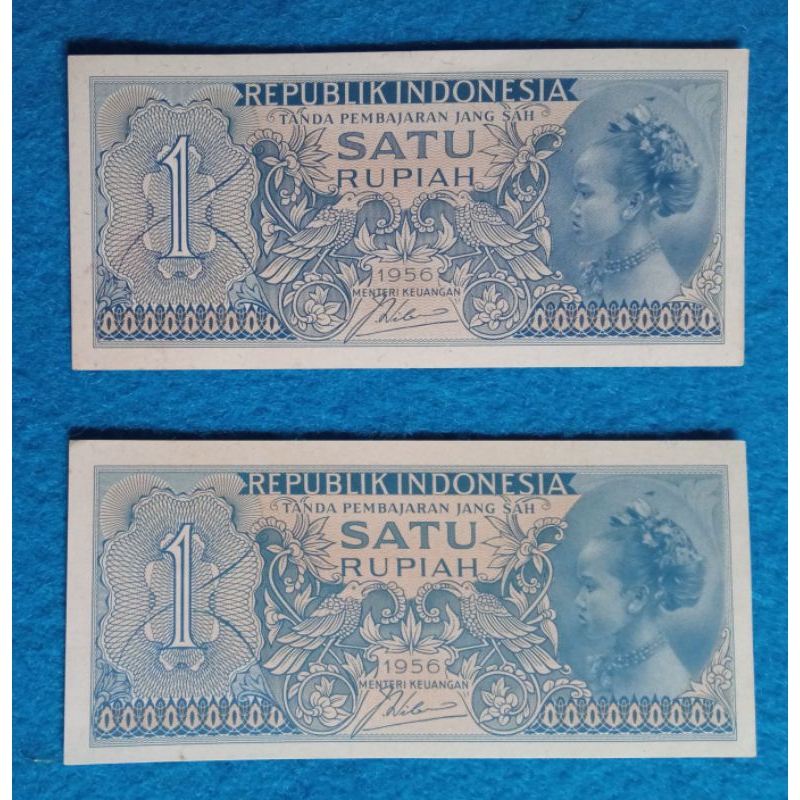 REPUBLIK INDONESIA
TANDA PEMBAJARAN JANG SAH
SATU
RUPIAH
1
1956
MENTERI KEUANGAN
REPUBLIK INDONESIA
TANDA PEMBAJARAN JANG SAH
SATU
RUPIAH
1
1956
MENTERI KEUANGAN